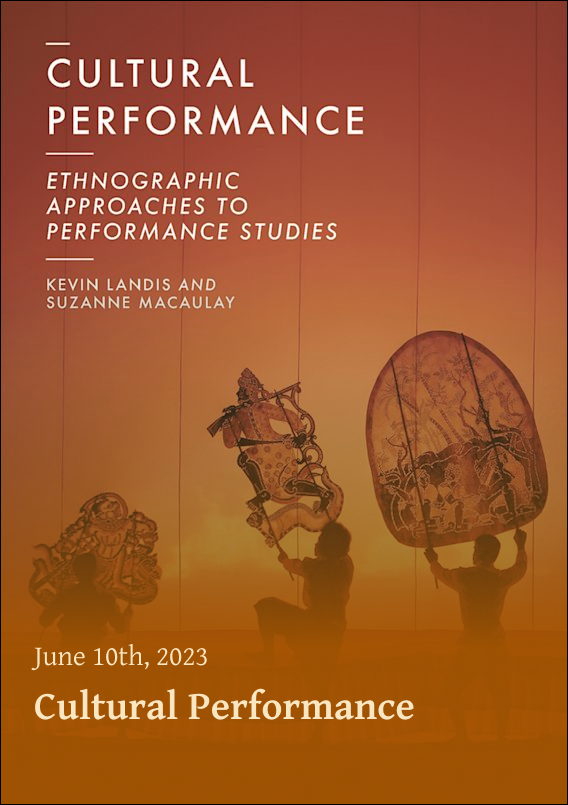 CULTURAL
PERFORMANCE
ETHNOGRAPHIC
APPROACHES TO
PERFORMANCE STUDIES
KEVIN LANDIS AND
SUZANNE MACAULAY
June 10th, 2023
Cultural Performance